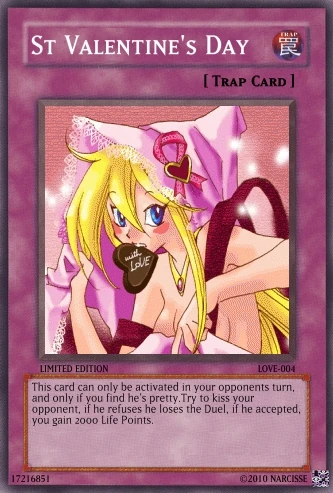 St Valentine's Day
TRAP
罠
[ Trap Card ]
with
LOVE
LIMITED EDITION
LOVE-004
This card can only be activated in your opponents turn,
and only if you find he's pretty.Try to kiss your
opponent, if he refuses he loses the Duel, if he accepted,
you gain 2000 Life Points.
17216851
©2010 NARCISSE